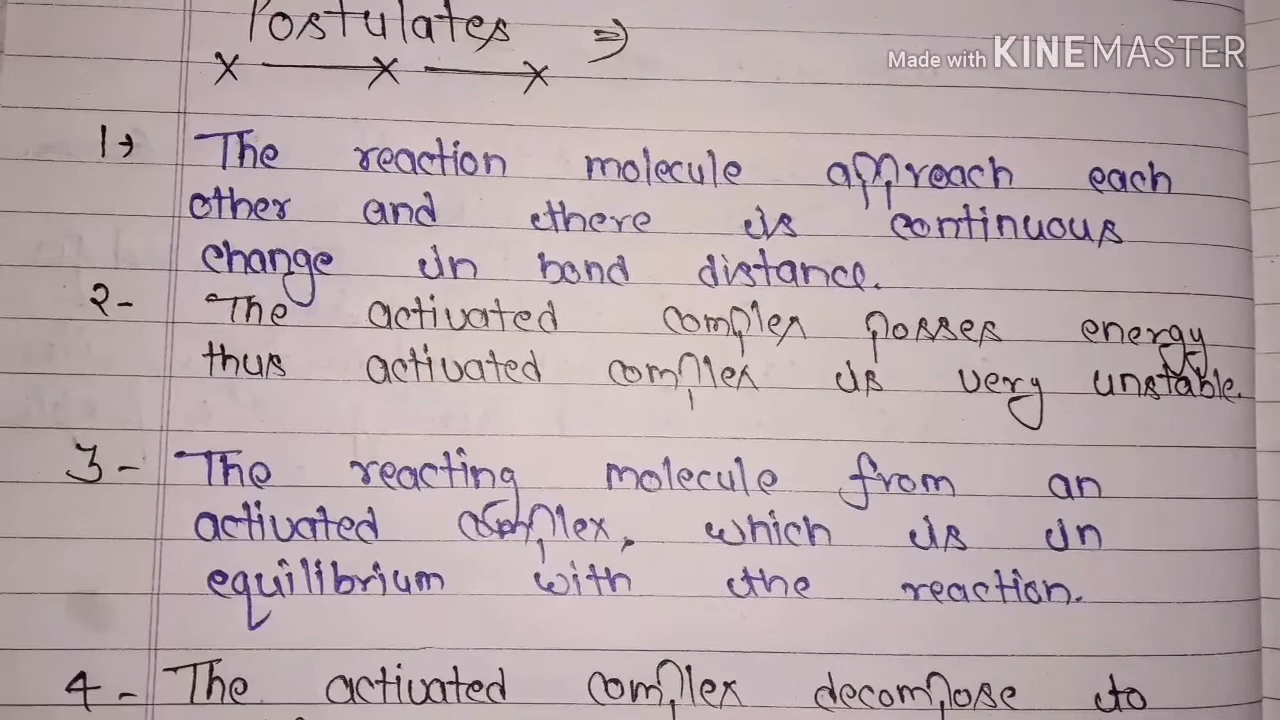 Postulates ⇒
Made with KINEMASTER
1→ The reaction molecule approach each
other and there is continuous
change in bond distance.
2- The activated complex posses energy
thus activated complex is very unstable.
3- The reacting molecule from an
activated complex, which is in
equilibrium with the reaction.
4- The activated complex decompose to